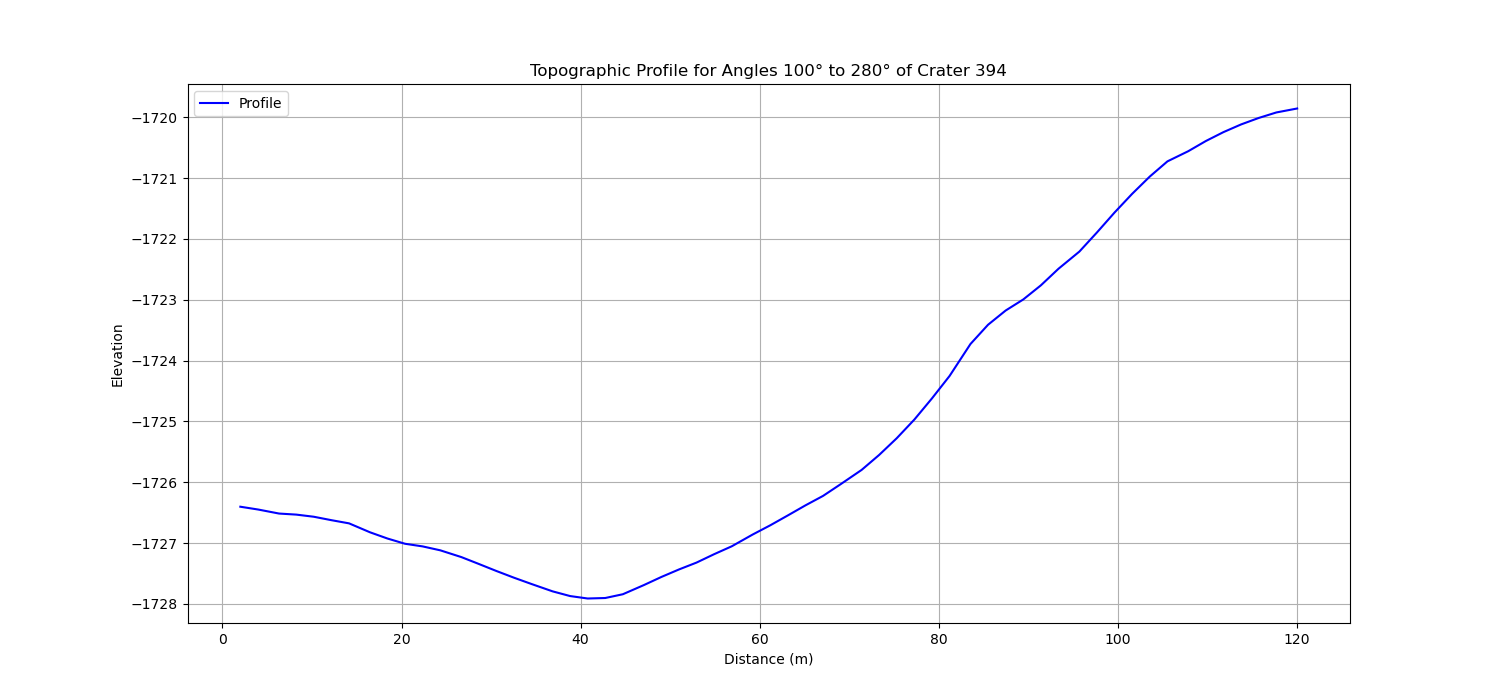 Topographic Profile for Angles 100° to 280° of Crater 394
Profile
−1720
−1721
−1722
−1723
−1724
−1725
−1726
−1727
−1728
Elevation
0 20 40 60 80 100 120
Distance (m)